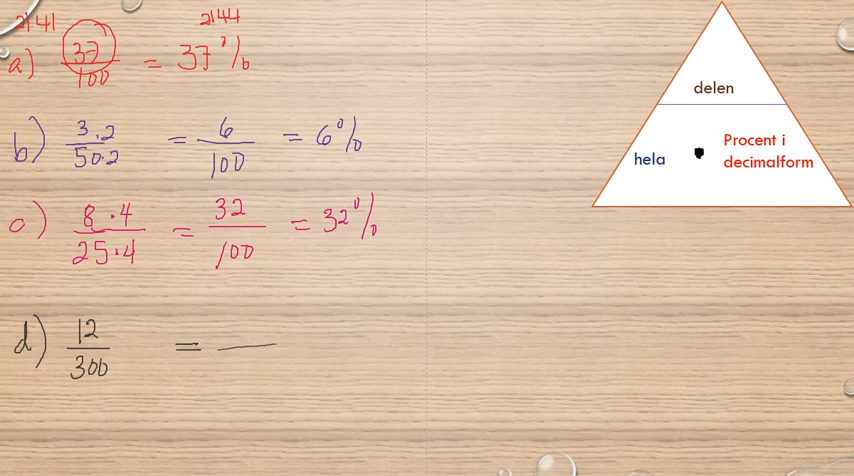 2141
2144
a) 37/100 = 37%
b) 3·2/50·2 = 6/100 = 6%
c) 8·4/25·4 = 32/100 = 32%
d) 12/300 =
delen
hela · Procent i
decimalform